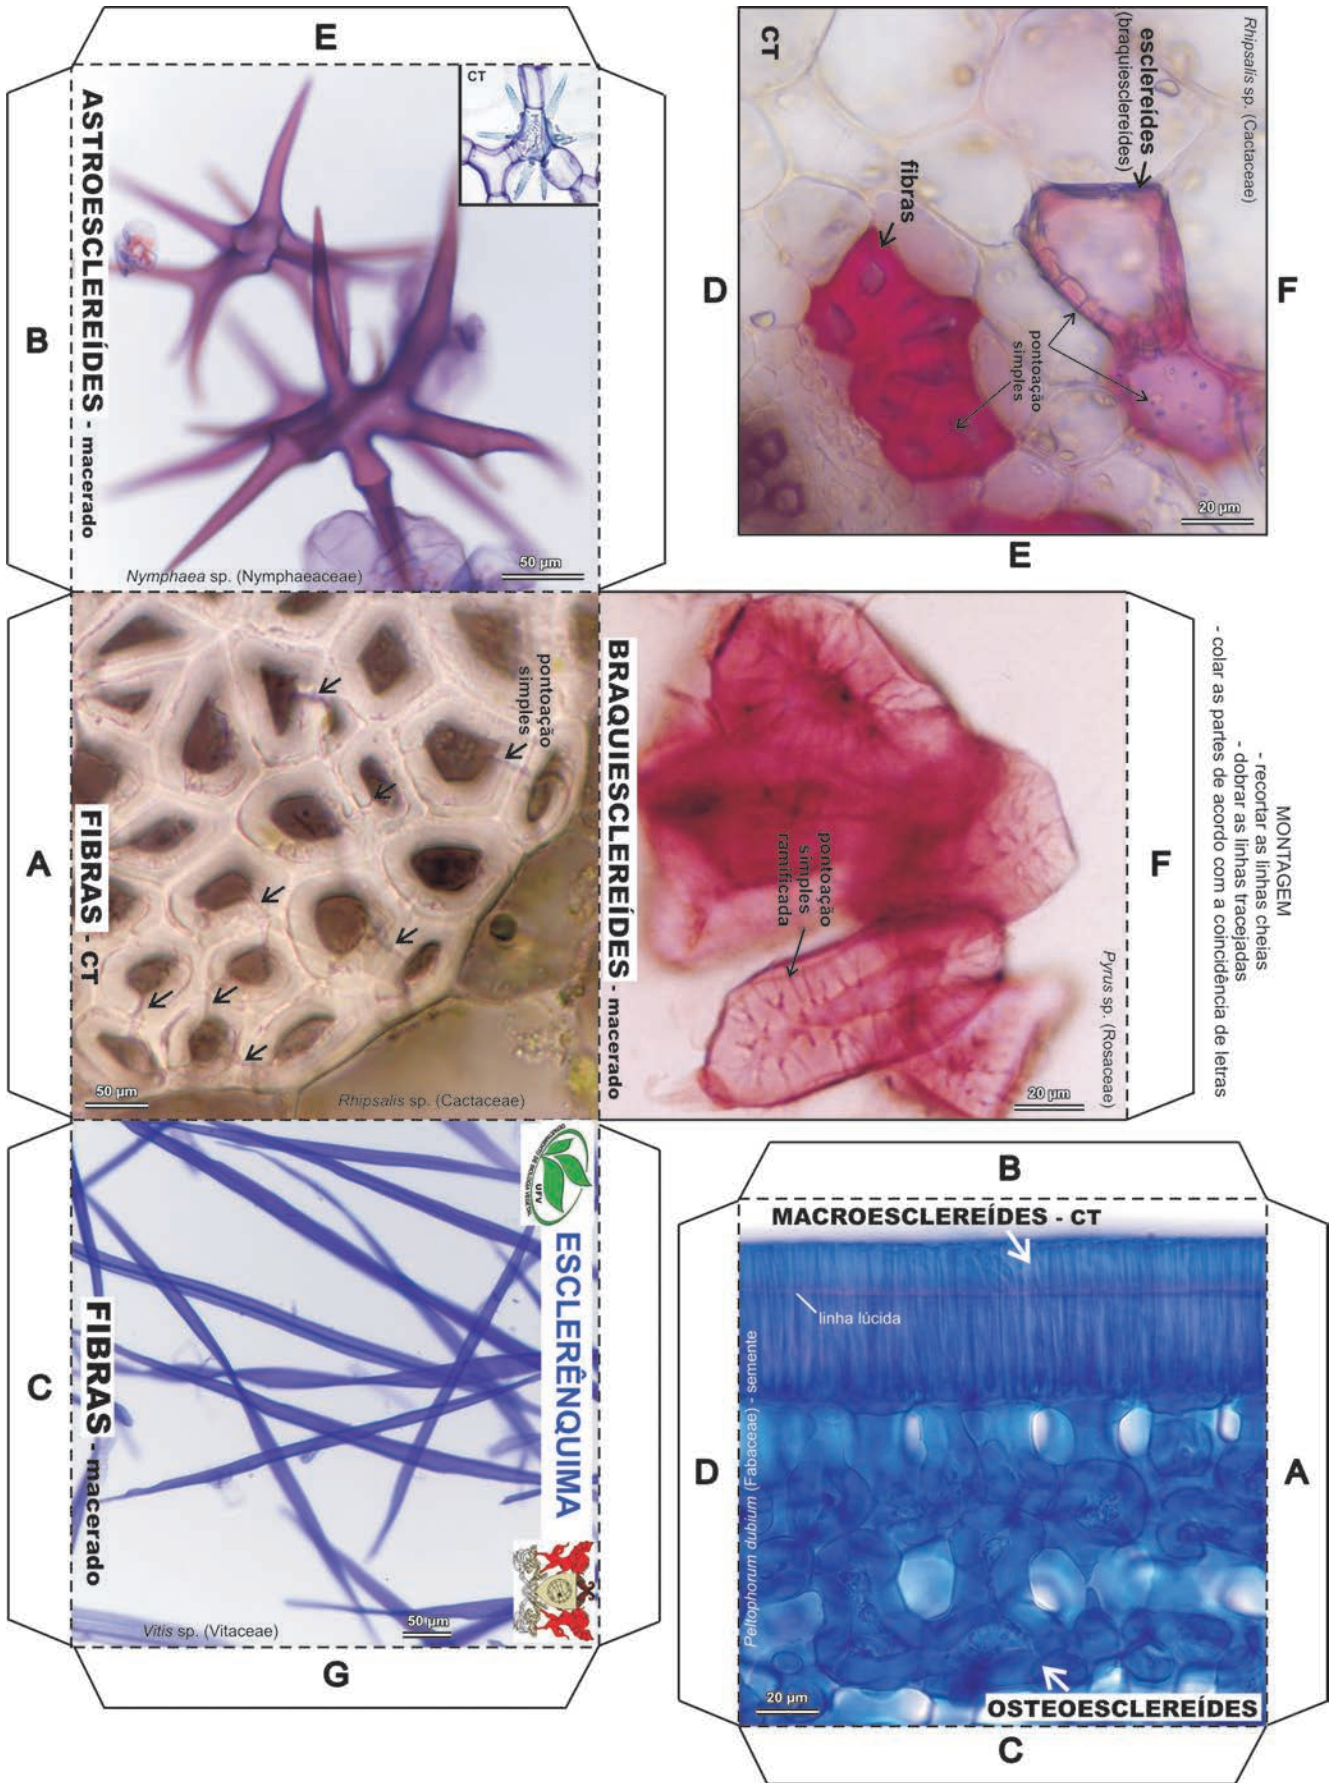 E
B
ASTROESCLEREÍDES - macerado
CT
Nymphaea sp. (Nymphaeaceae)
50 µm
CT
Rhipsalis sp. (Cactaceae)
esclereídes
(braquiesclereídes)
fibras
pontoação
simples
D
F
20 µm
E
A
FIBRAS - CT
pontoação
simples
50 µm
Rhipsalis sp. (Cactaceae)
BRAQUIESCLEREÍDES - macerado
pontoação
simples
ramificada
Pyrus sp. (Rosaceae)
20 µm
F
MONTAGEM
- recortar as linhas cheias
- dobrar as linhas tracejadas
- colar as partes de acordo com a coincidência de letras
C
FIBRAS - macerado
DEPARTAMENTO DE BIOLOGIA VEGETAL
UFV
ESCLERÊNQUIMA
Vitis sp. (Vitaceae)
50 µm
G
B
MACROESCLEREÍDES - CT
linha lúcida
Peltophorum dubium (Fabaceae) - semente
D
A
20 µm
OSTEOESCLEREÍDES
C